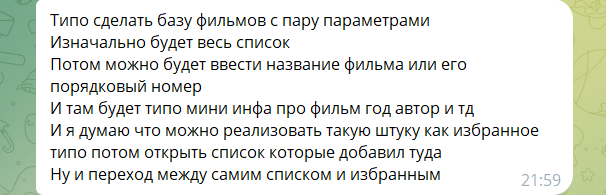 Типо сделать базу фильмов с пару параметрами
Изначально будет весь список
Потом можно будет ввести название фильма или его
порядковый номер
И там будет типо мини инфа про фильм год автор и тд
И я думаю что можно реализовать такую штуку как избранное
типо потом открыть список которые добавил туда
Ну и переход между самим списком и избранным
21:59